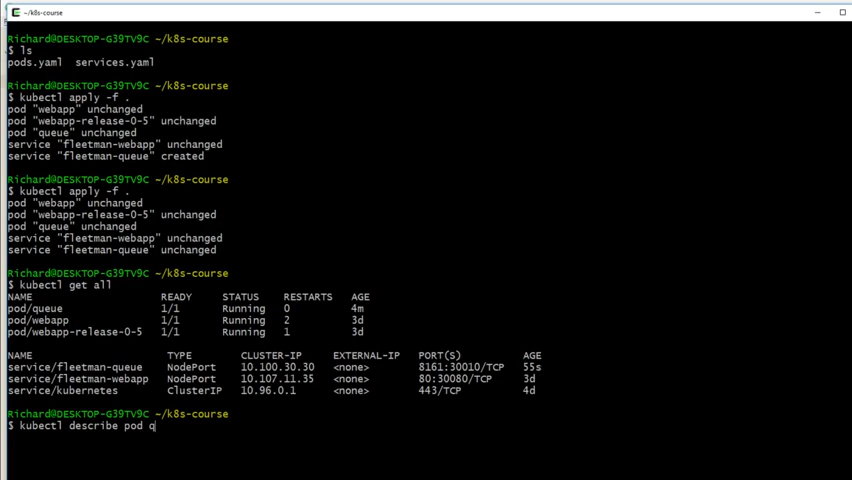 ~/k8s-course
Richard@DESKTOP-G39TV9C ~/k8s-course
$ ls
pods.yaml  services.yaml
Richard@DESKTOP-G39TV9C ~/k8s-course
$ kubectl apply -f .
pod "webapp" unchanged
pod "webapp-release-0-5" unchanged
pod "queue" unchanged
service "fleetman-webapp" unchanged
service "fleetman-queue" created
Richard@DESKTOP-G39TV9C ~/k8s-course
$ kubectl apply -f .
pod "webapp" unchanged
pod "webapp-release-0-5" unchanged
pod "queue" unchanged
service "fleetman-webapp" unchanged
service "fleetman-queue" unchanged
Richard@DESKTOP-G39TV9C ~/k8s-course
$ kubectl get all
NAME READY STATUS RESTARTS AGE
pod/queue 1/1 Running 0 4m
pod/webapp 1/1 Running 2 3d
pod/webapp-release-0-5 1/1 Running 1 3d
NAME TYPE CLUSTER-IP EXTERNAL-IP PORT(S) AGE
service/fleetman-queue NodePort 10.100.30.30 <none> 8161:30010/TCP 55s
service/fleetman-webapp NodePort 10.107.11.35 <none> 80:30080/TCP 3d
service/kubernetes ClusterIP 10.96.0.1 <none> 443/TCP 4d
Richard@DESKTOP-G39TV9C ~/k8s-course
$ kubectl describe pod q